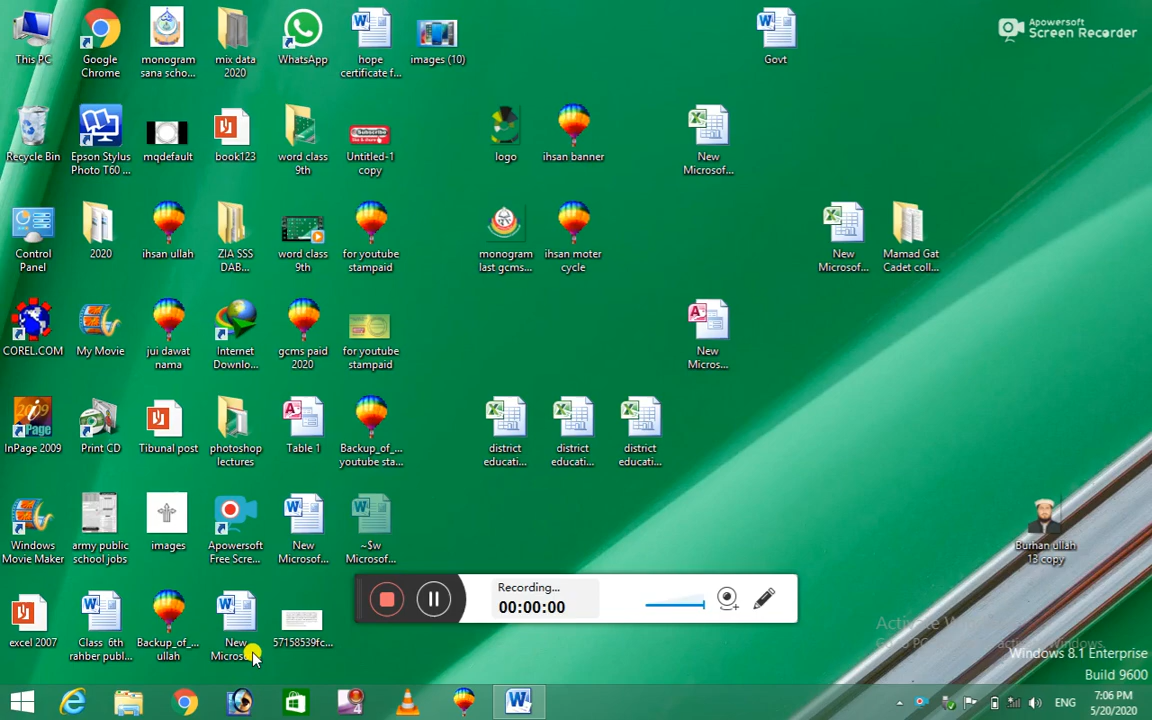 Apowersoft
Screen Recorder
This PC
Google
Chrome
monogram
sana scho...
mix data
2020
WhatsApp
hope
certificate f...
images (10)
Govt
Recycle Bin
Epson Stylus
Photo T60 ...
mqdefault
book123
word class
9th
Subscribe
Untitled-1
copy
logo
ihsan banner
New
Microsof...
Control
Panel
2020
ihsan ullah
ZIA SSS
DAB...
word class
9th
for youtube
stampaid
monogram
last gcms...
ihsan moter
cycle
New
Microsof...
Mamad Gat
Cadet coll...
COREL.COM
My Movie
jui dawat
nama
Internet
Downlo...
gcms paid
2020
for youtube
stampaid
New
Micros...
2009
InPage
InPage 2009
Print CD
Tibunal post
photoshop
lectures
Table 1
Backup_of_...
youtube sta...
district
educati...
district
educati...
district
educati...
Windows
Movie Maker
army public
school jobs
images
Apowersoft
Free Scre...
New
Microsof...
~$w
Microsof...
Burhan ullah
13 copy
Recording...
00:00:00
excel 2007
Class 6th
rahber publ...
Backup_of_...
ullah
New
57158539fc...
Windows 8.1 Enterprise
Build 9600
ENG
7:06 PM
5/20/2020